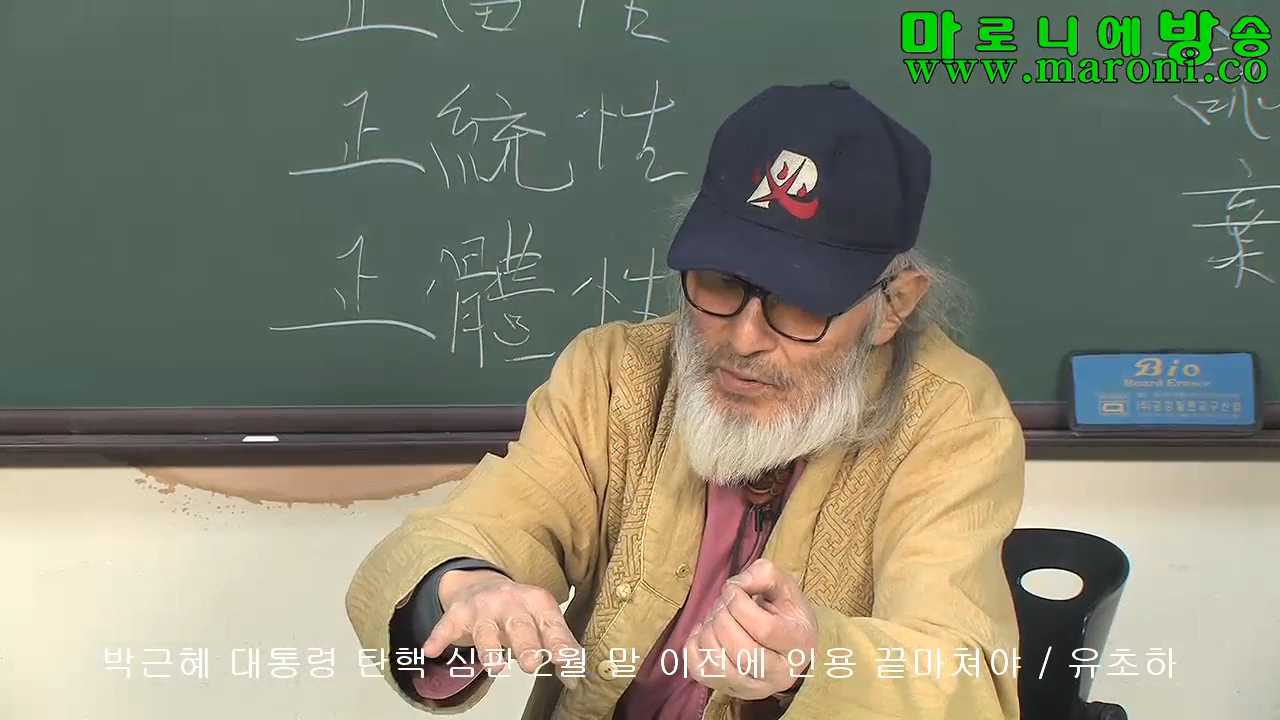 마로니에방송
www.maroni.co
正統性
正體性
Bio
Board Eraser
박근혜 대통령 탄핵 심판 2월 말 이전에 인용 끝마쳐야 / 유초하